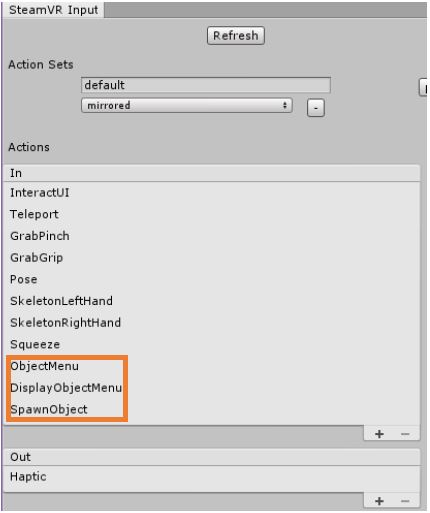 SteamVR Input
Refresh
Action Sets
default
mirrored
-
Actions
In
InteractUI
Teleport
GrabPinch
GrabGrip
Pose
SkeletonLeftHand
SkeletonRightHand
Squeeze
ObjectMenu
DisplayObjectMenu
SpawnObject
+ −
Out
Haptic
+ −